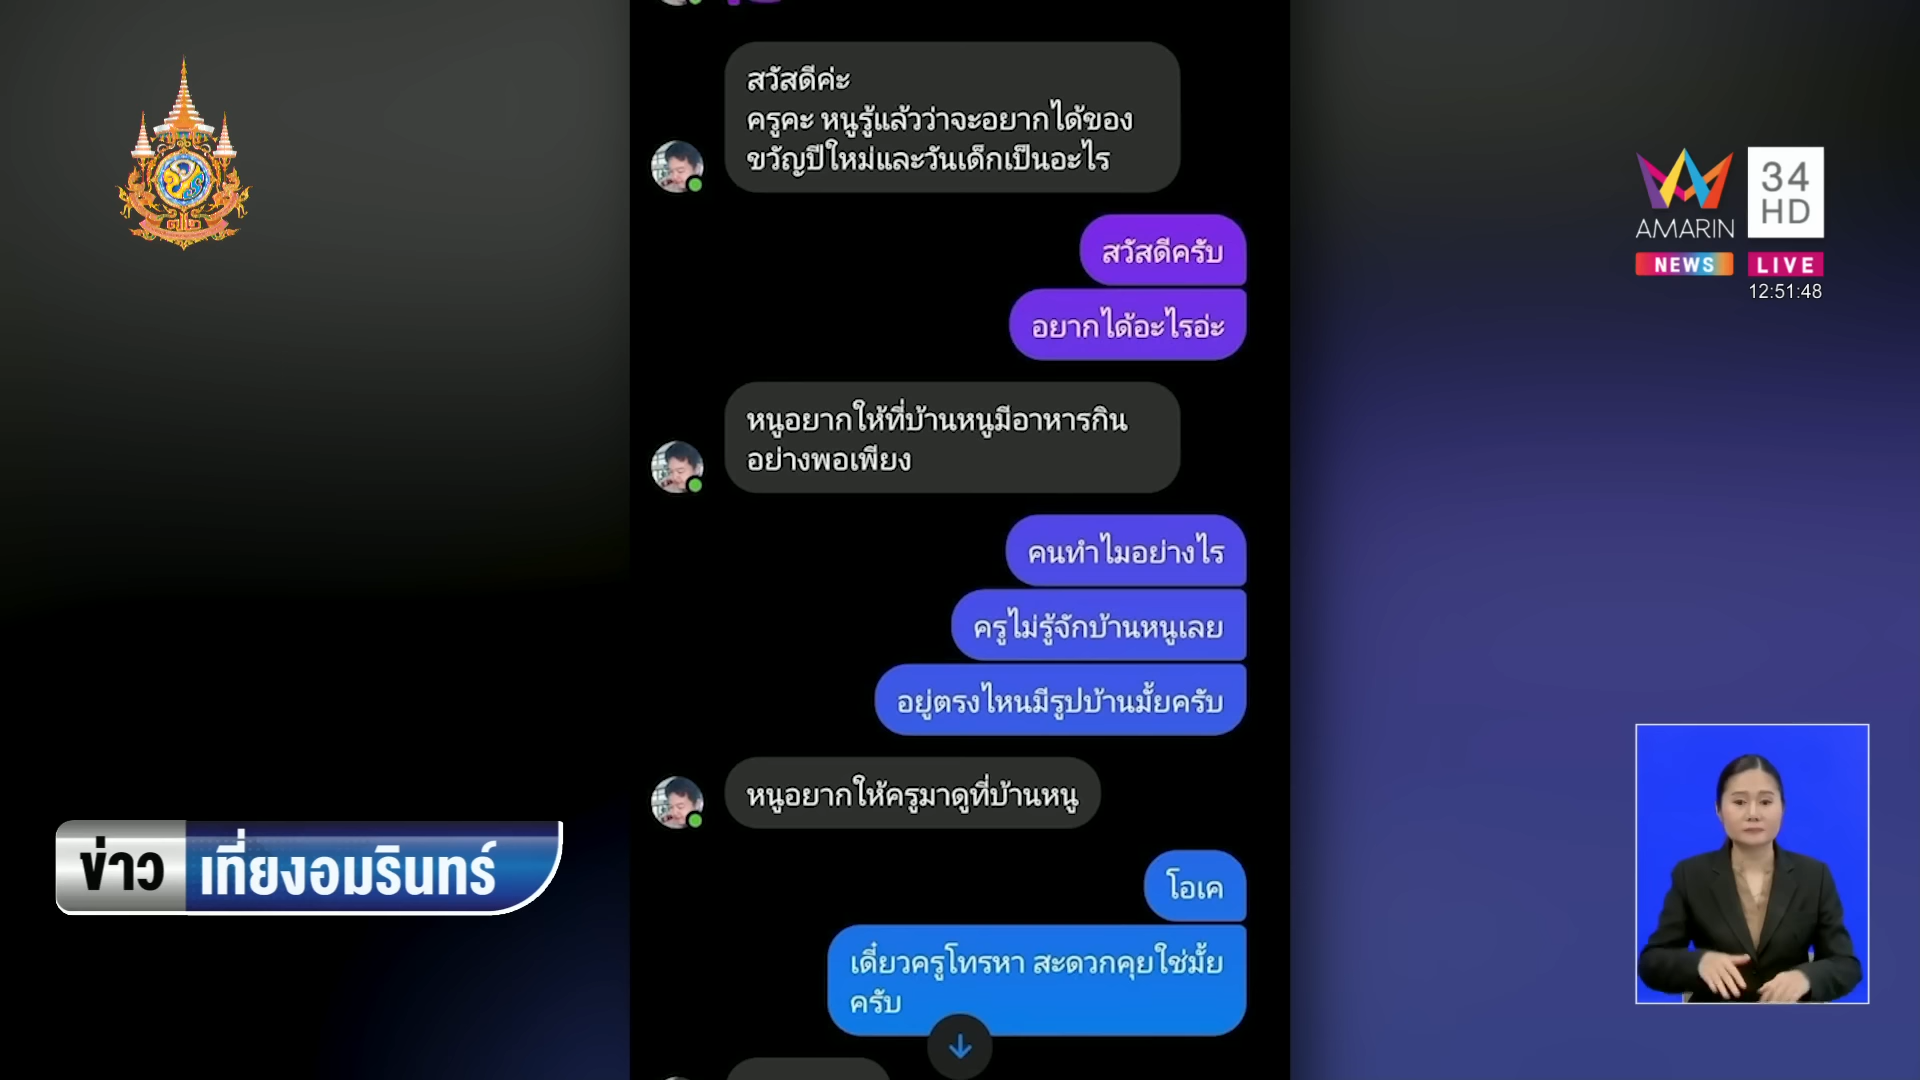 สวัสดีค่ะ
ครูคะ หนูรู้แล้วว่าจะอยากได้ของ
ขวัญปีใหม่และวันเด็กเป็นอะไร
สวัสดีครับ
อยากได้อะไรอ่ะ
หนูอยากให้ที่บ้านหนูมีอาหารกิน
อย่างพอเพียง
คนทำไมอย่างไร
ครูไม่รู้จักบ้านหนูเลย
อยู่ตรงไหนมีรูปบ้านมั้ยครับ
หนูอยากให้ครูมาดูที่บ้านหนู
โอเค
เดี๋ยวครูโทรหา สะดวกคุยใช่มั้ย
ครับ
AMARIN
34
HD
NEWS
LIVE
12:51:48
ข่าว เที่ยงอมรินทร์